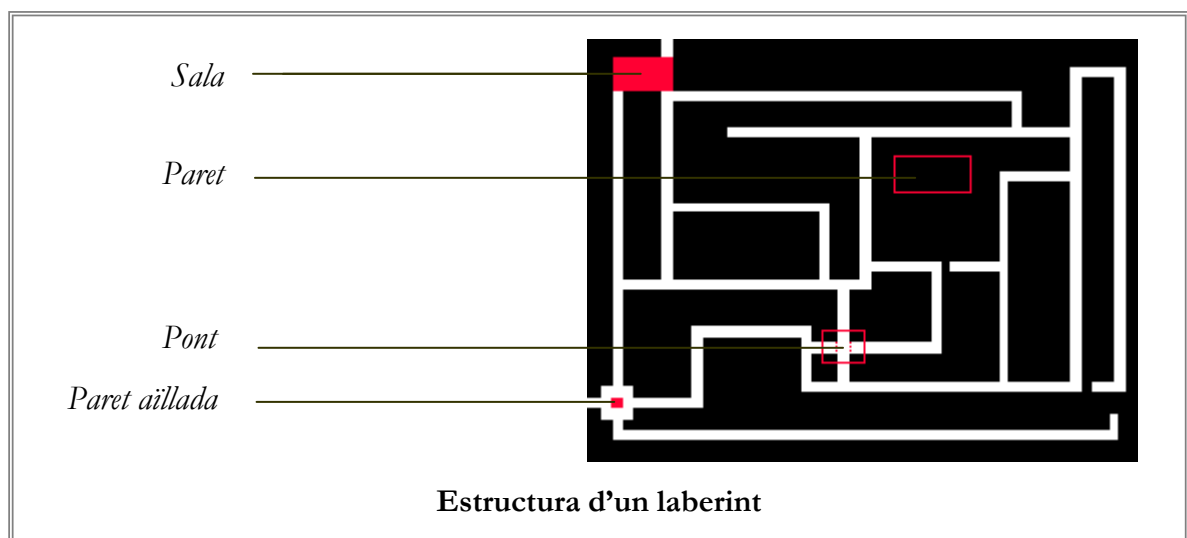 Sala
Paret
Pont
Paret aïllada
Estructura d’un laberint